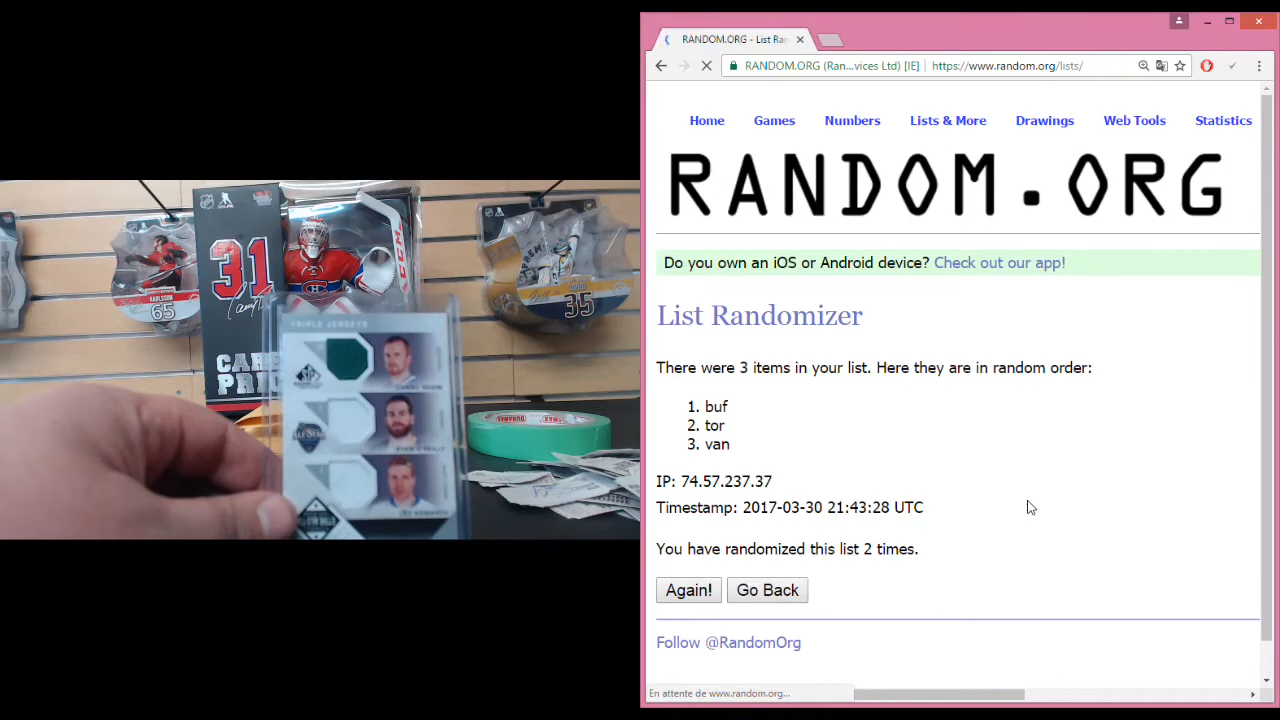 RANDOM.ORG - List Ra
RANDOM.ORG (Ran...vices Ltd) [IE]
https://www.random.org/lists/
Home
Games
Numbers
Lists & More
Drawings
Web Tools
Statistics
RANDOM.ORG
Do you own an iOS or Android device? Check out our app!
List Randomizer
There were 3 items in your list. Here they are in random order:
1. buf
2. tor
3. van
IP: 74.57.237.37
Timestamp: 2017-03-30 21:43:28 UTC
You have randomized this list 2 times.
Again!
Go Back
Follow @RandomOrg
En attente de www.random.org...
31
KARLSSON
65
35
CCM
TRIPLE JERSEYS